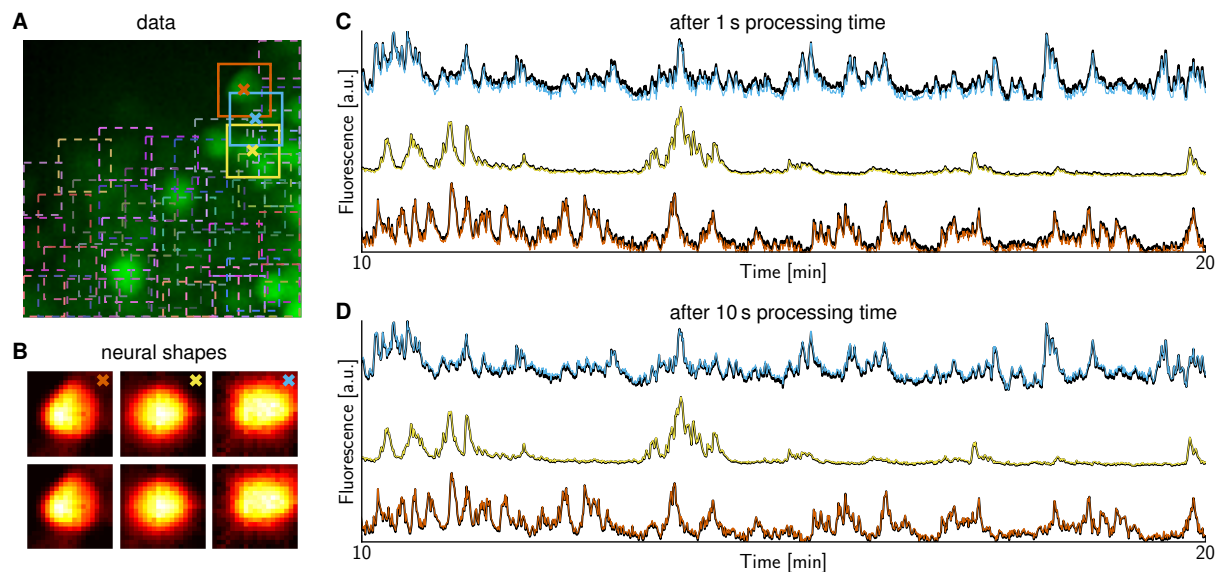 A
data
B
neural shapes
C
after 1 s processing time
Fluorescence [a.u.]
10
Time [min]
20
D
after 10 s processing time
Fluorescence [a.u.]
10
Time [min]
20